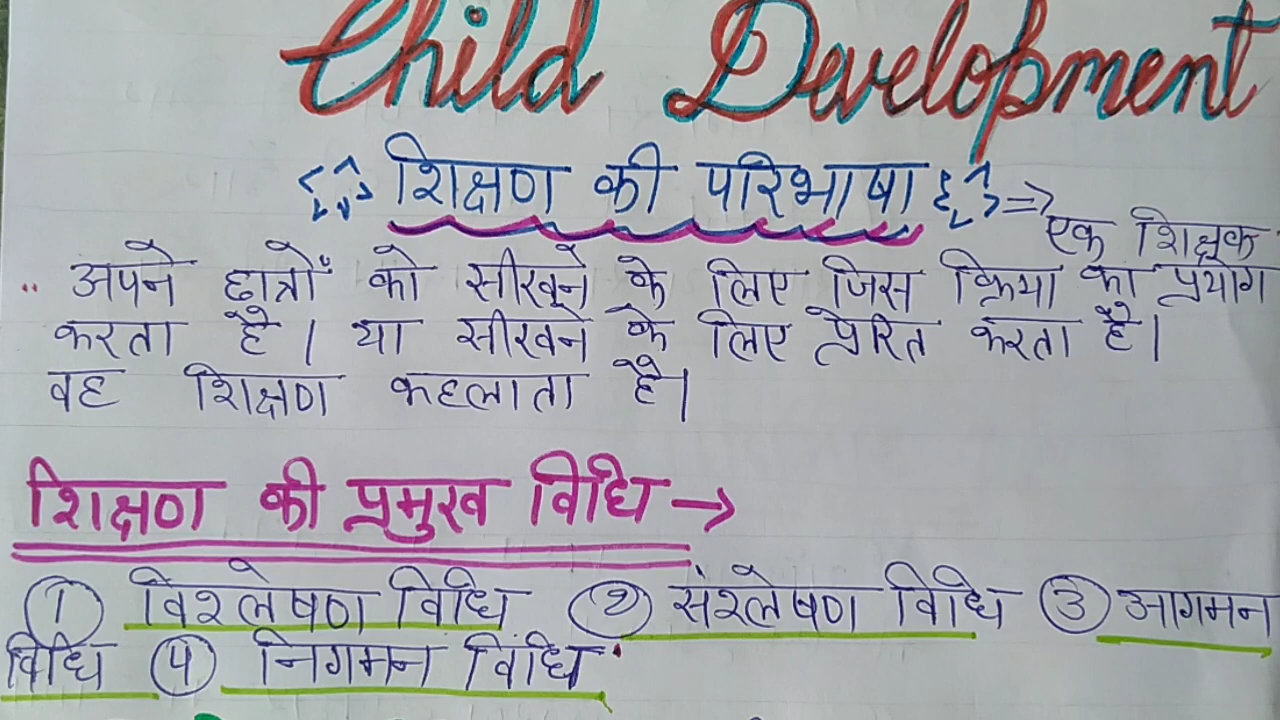 Child Development
शिक्षण की परिभाषा ⇒
एक शिक्षक
अपने छात्रों को सीखने के लिए जिस क्रिया का प्रयोग
करता है। या सीखने के लिए प्रेरित करता है।
वह शिक्षण कहलाता है।
शिक्षण की प्रमुख विधि →
① विश्लेषण विधि ② संश्लेषण विधि ③ आगमन
विधि ④ निगमन विधि